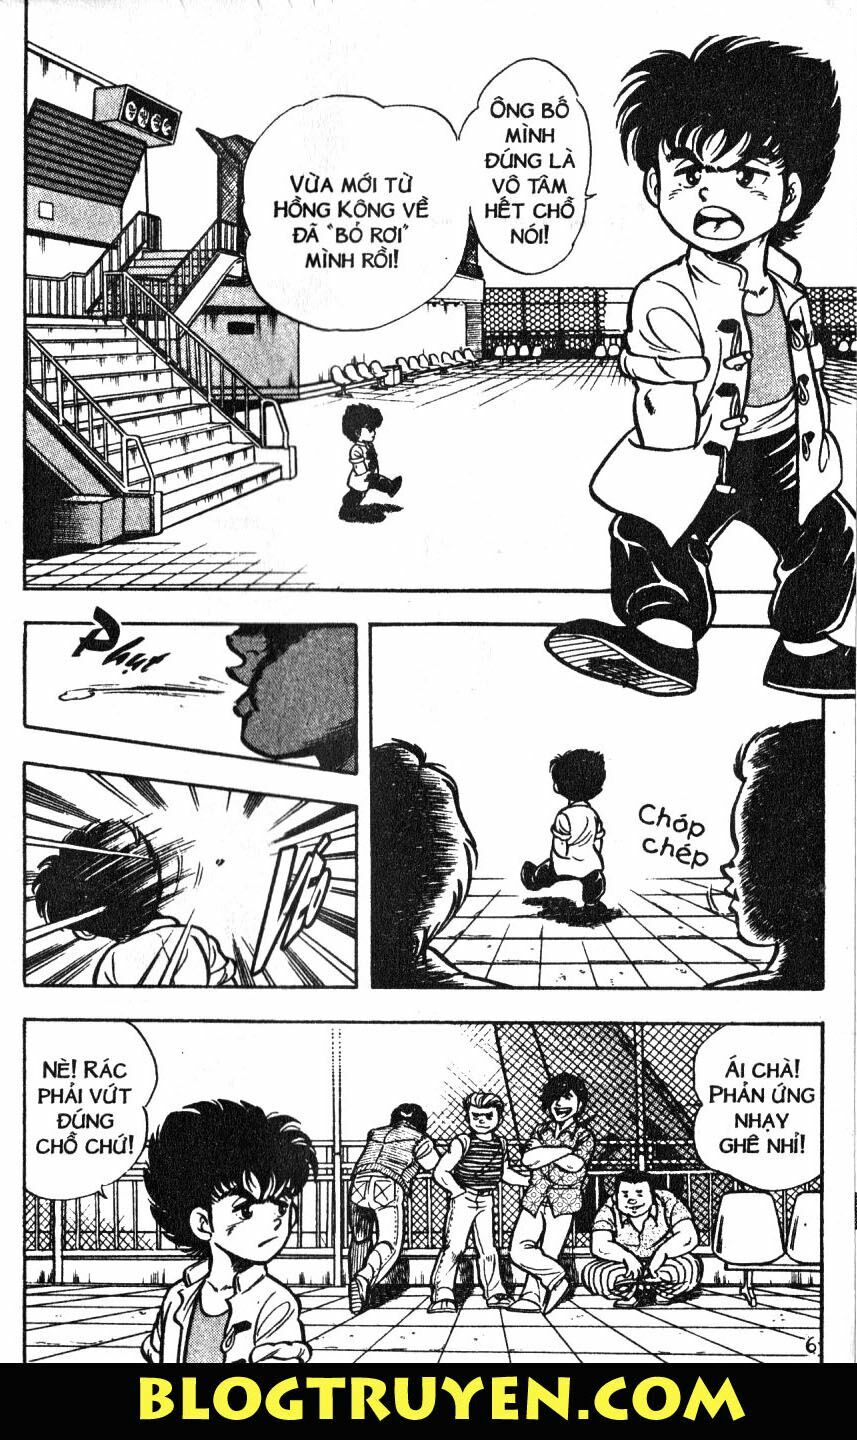 ÔNG BỐ
MÌNH
ĐÚNG LÀ
VÔ TÂM
HẾT CHỖ
NÓI!
VỪA MỚI TỪ
HỒNG KÔNG VỀ
ĐÃ "BỎ RƠI"
MÌNH RỒI!
Phụt
Chóp
chép
NÈ! RÁC
PHẢI VỨT
ĐÚNG
CHỖ CHỨ!
ÁI CHÀ!
PHẢN ỨNG
NHẠY
GHÊ NHỈ!
6
BLOGTRUYEN.COM